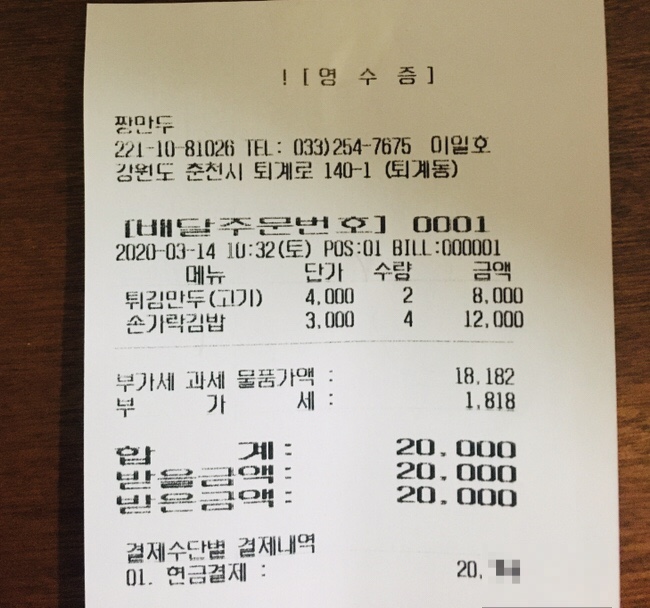 ! [ 영 수 증 ]
짱만두
221-10-81026 TEL: 033)254-7675 이일호
강원도 춘천시 퇴계로 140-1 (퇴계동)
[배달주문번호] 0001
2020-03-14 10:32(토) POS:01 BILL:000001
메뉴 단가 수량 금액
튀김만두(고기) 4,000 2 8,000
손가락김밥 3,000 4 12,000
부가세 과세 물품가액 : 18,182
부 가 세 : 1,818
합 계 : 20,000
받을금액 : 20,000
받은금액 : 20,000
결제수단별 결제내역
01. 현금결제 : 20,